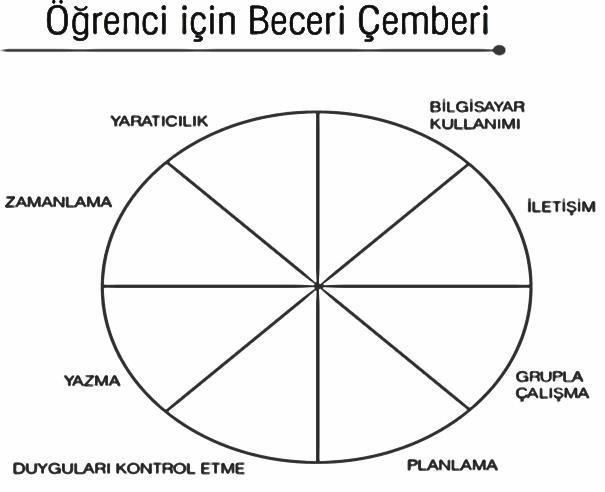 Öğrenci için Beceri Çemberi
YARATICILIK
BİLGİSAYAR
KULLANIMI
ZAMANLAMA
İLETİŞİM
YAZMA
GRUPLA
ÇALIŞMA
DUYGULARI KONTROL ETME
PLANLAMA